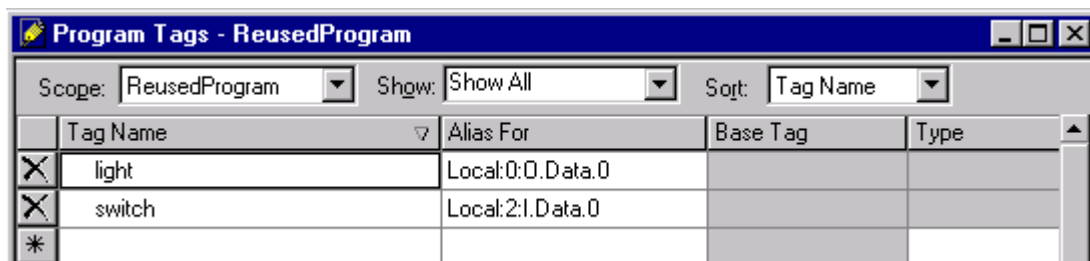 Program Tags - ReusedProgram
Scope: ReusedProgram Show: Show All Sort: Tag Name
Tag Name Alias For Base Tag Type
light Local:0:O.Data.0
switch Local:2:I.Data.0